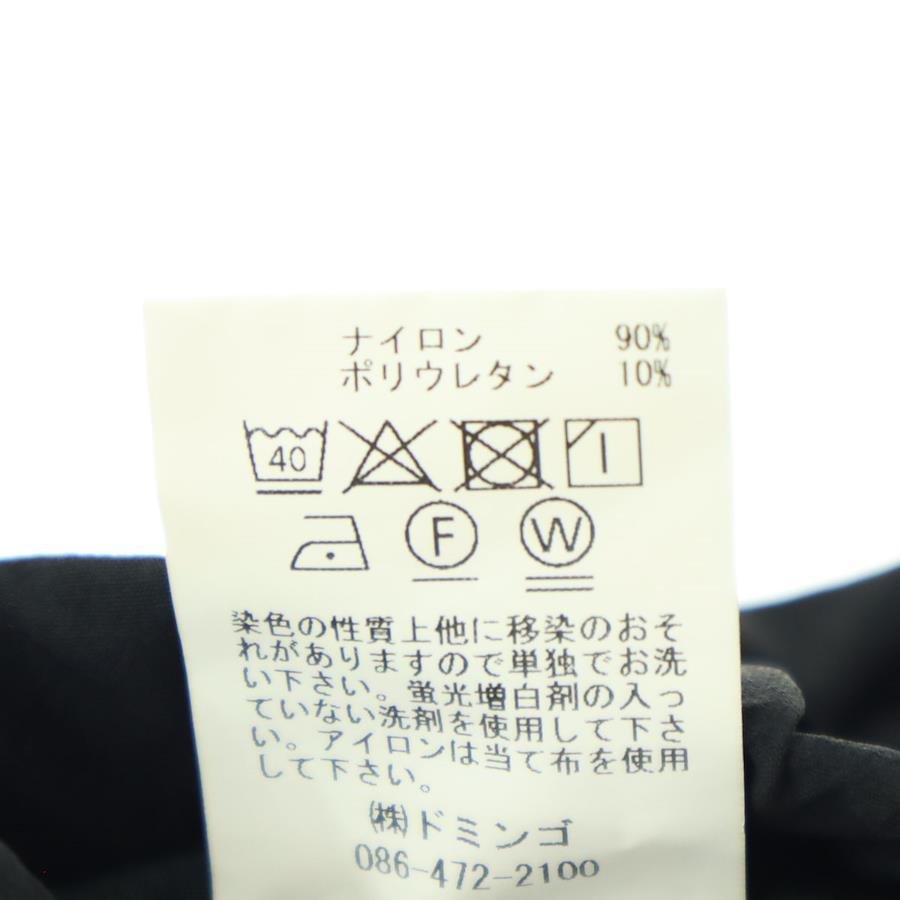 ナイロン 90%
ポリウレタン 10%
40
F W
染色の性質上他に移染のおそ
れがありますので単独でお洗
い下さい。蛍光増白剤の入っ
ていない洗剤を使用して下さ
い。アイロンは当て布を使用
して下さい。
㈱ドミンゴ
086-472-2100